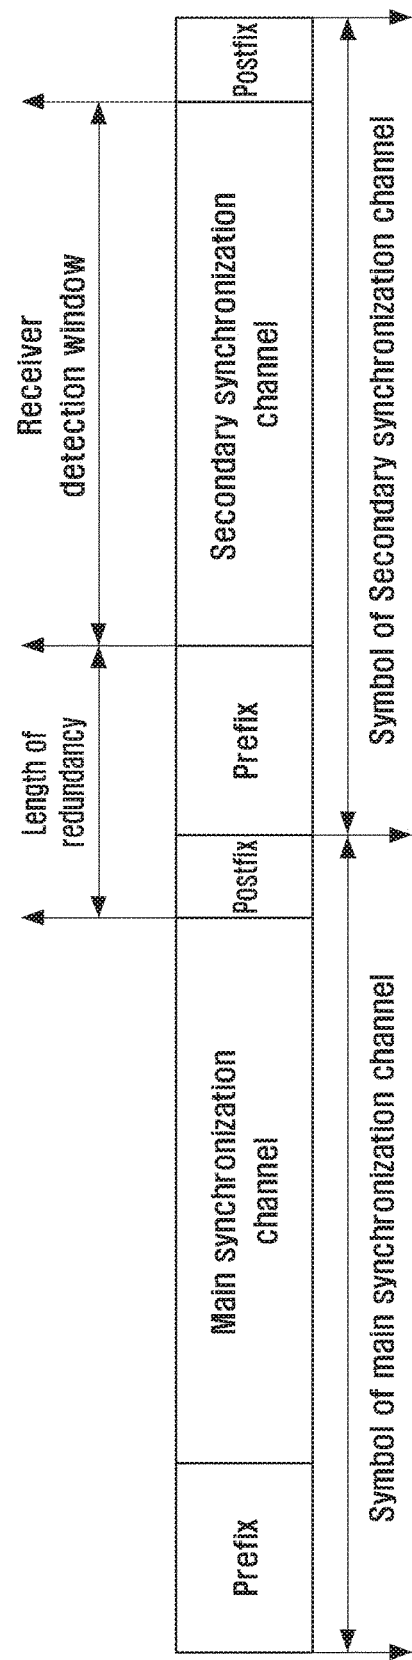 Length of
redundancy
Receiver
detection window
Prefix
Main synchronization
channel
Postfix
Prefix
Secondary synchronization
channel
Postfix
Symbol of main synchronization channel
Symbol of Secondary synchronization channel